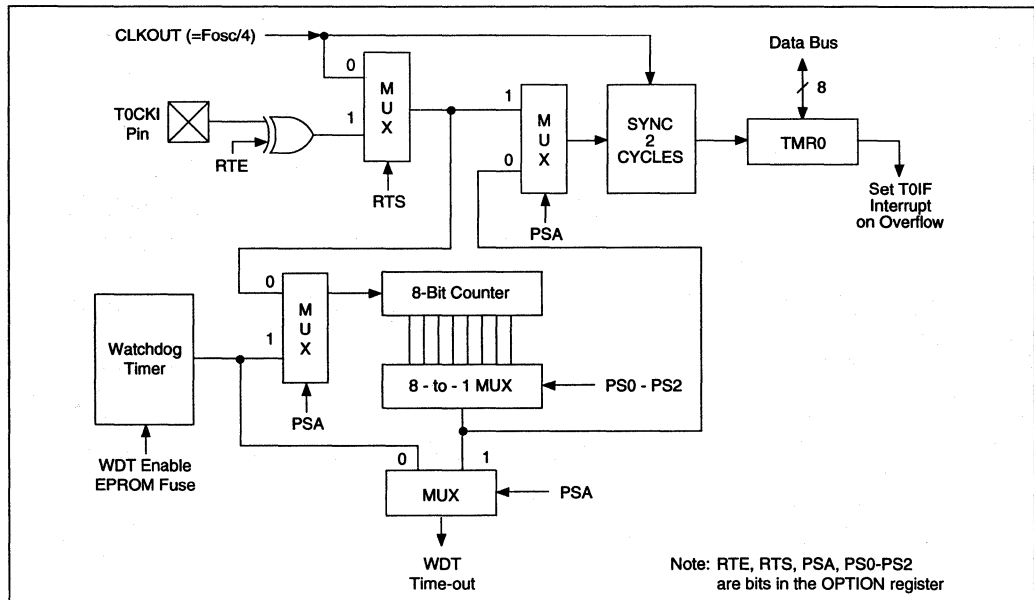 CLKOUT (=Fosc/4)
Data Bus
8
0
MUX
T0CKI
Pin
1
RTE
RTS
1
0
MUX
PSA
SYNC
2
CYCLES
TMR0
Set T0IF
Interrupt
on Overflow
0
1
MUX
PSA
8-Bit Counter
Watchdog
Timer
8 - to - 1 MUX
PS0 - PS2
WDT Enable
EPROM Fuse
0
1
MUX
PSA
WDT
Time-out
Note: RTE, RTS, PSA, PS0-PS2
are bits in the OPTION register